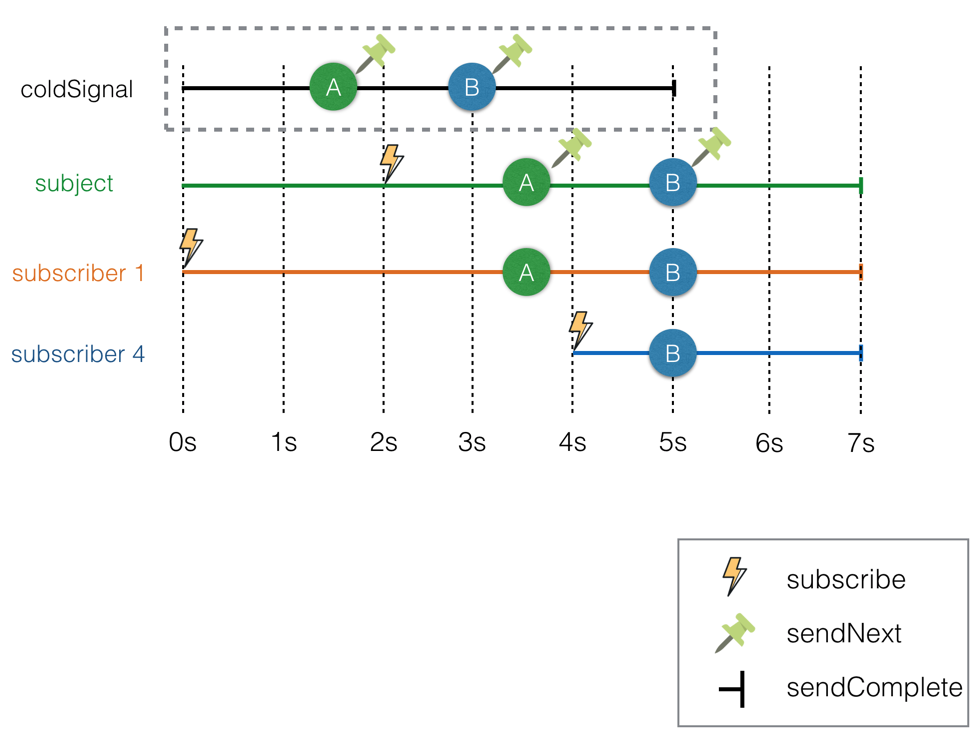 coldSignal A B
subject A B
subscriber 1 A B
subscriber 4 B
0s 1s 2s 3s 4s 5s 6s 7s
subscribe
sendNext
sendComplete